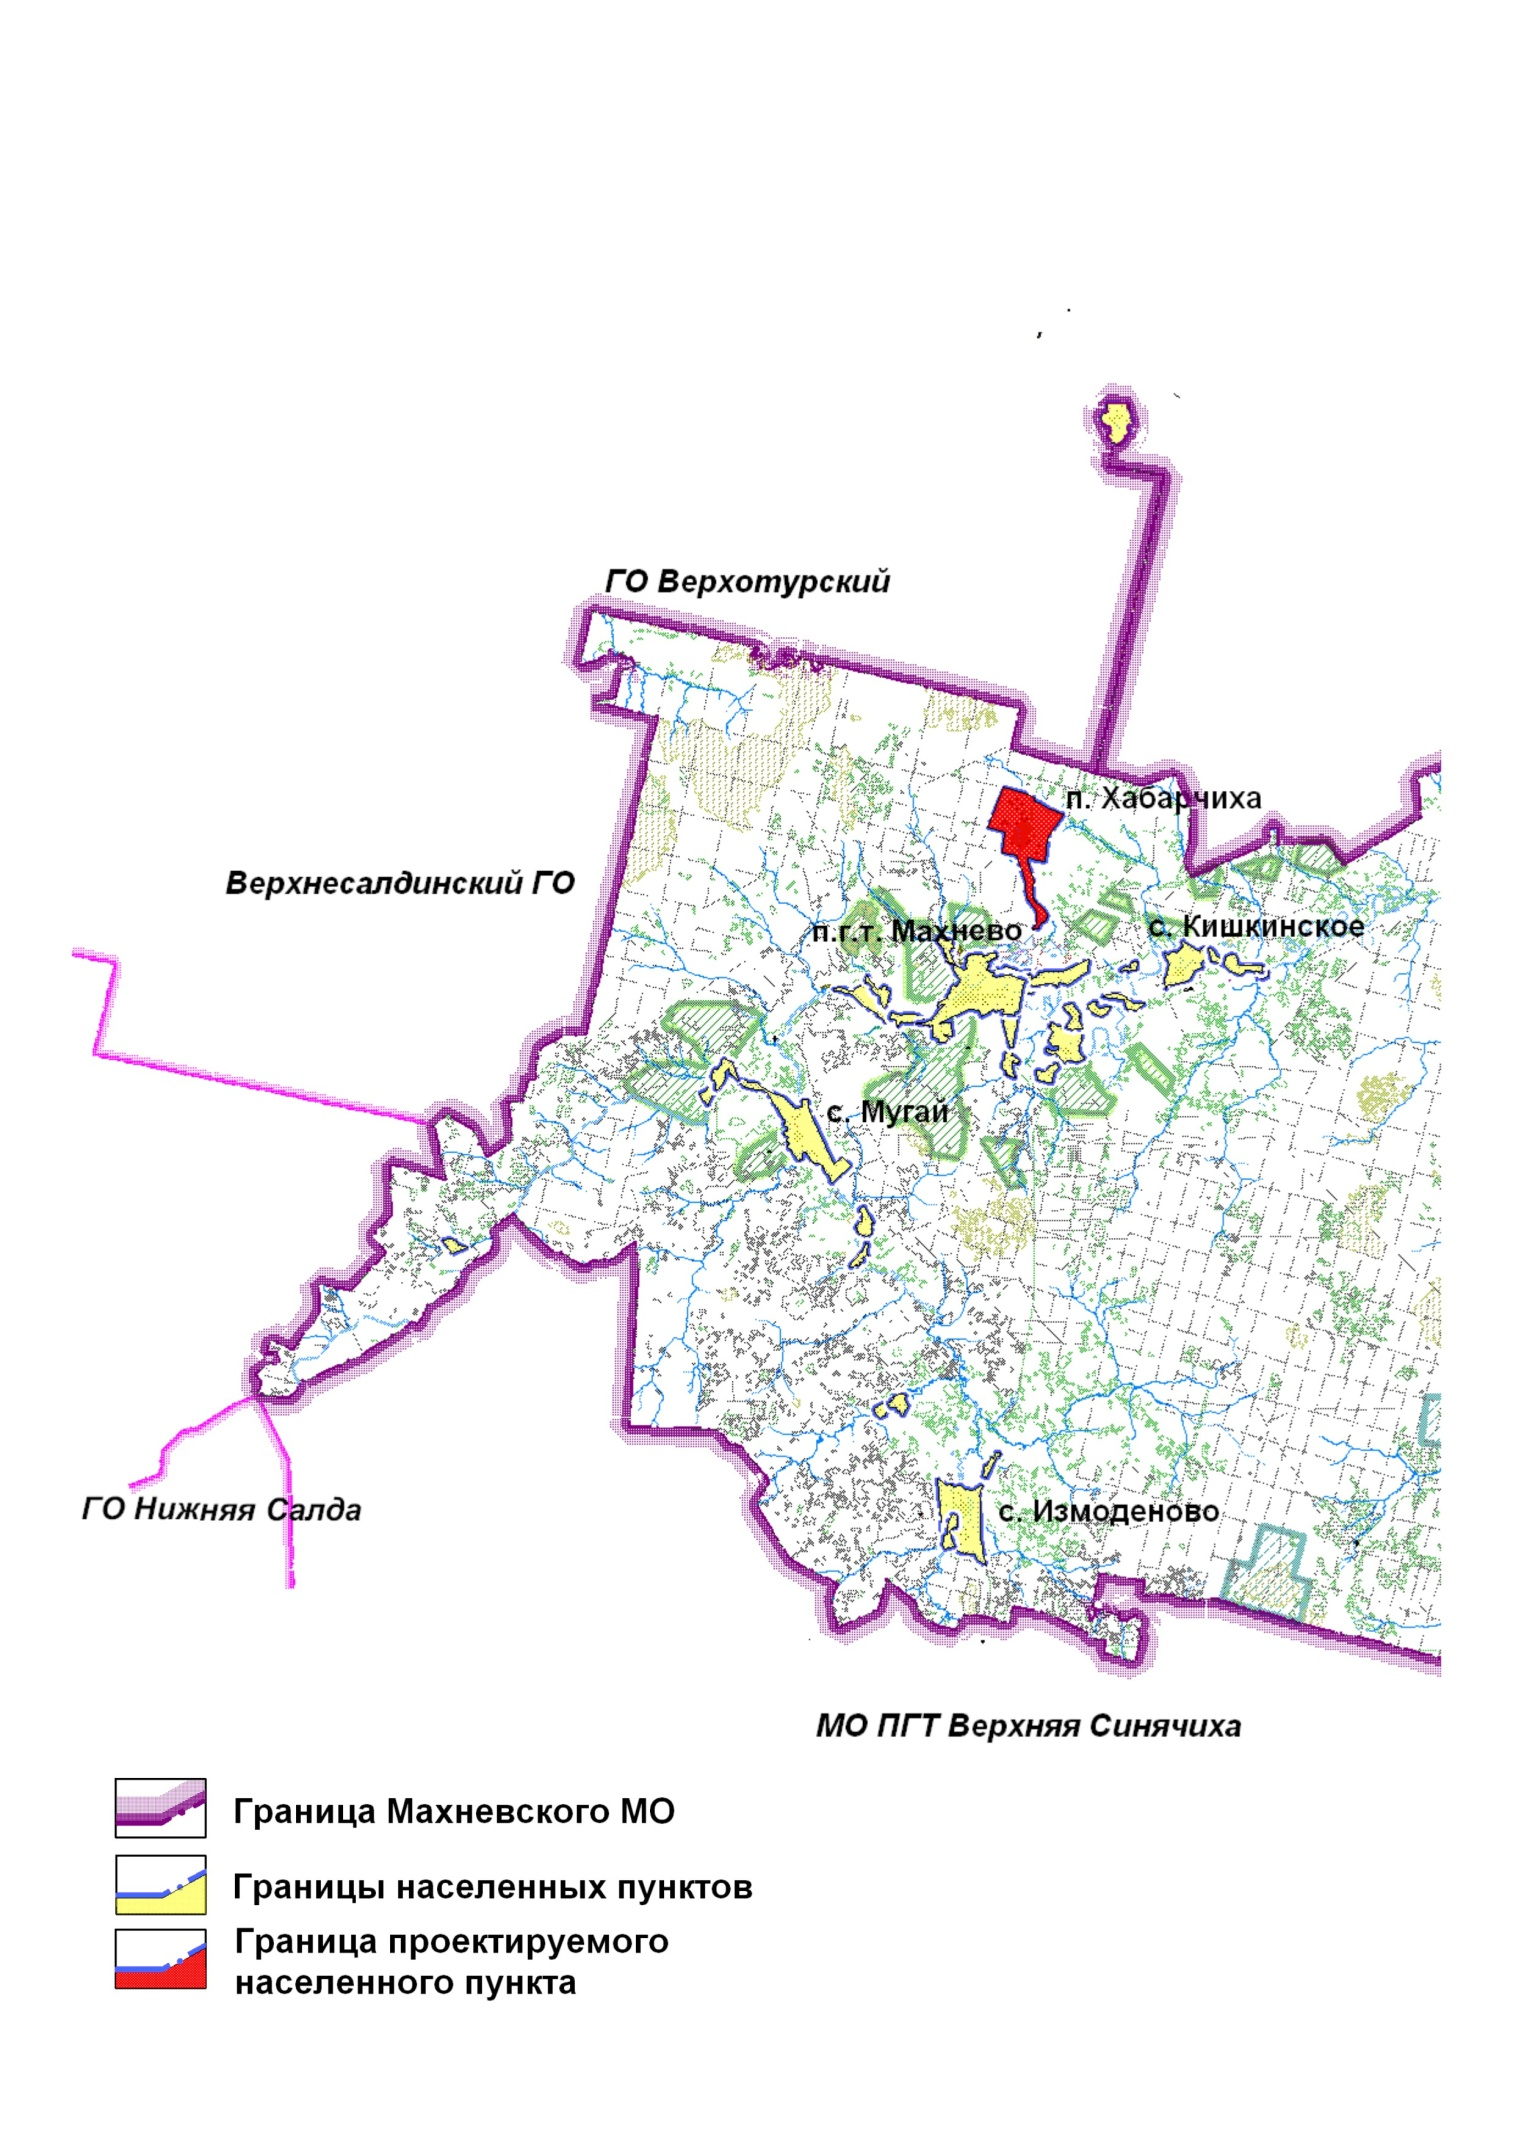 ГО Верхотурский
п. Хабарчиха
Верхнесалдинский ГО
п.г.т. Махнево
с. Кишкинское
с. Мугай
ГО Нижняя Салда
с. Измоденово
МО ПГТ Верхняя Синячиха
Граница Махневского МО
Границы населенных пунктов
Граница проектируемого
населенного пункта